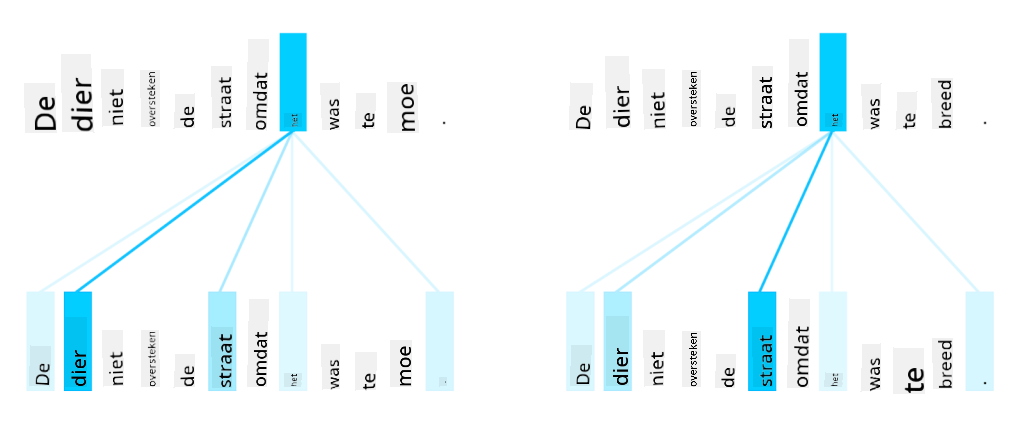 De dier niet oversteken de straat omdat het was te moe .
De dier niet oversteken de straat omdat het was te breed .
De dier niet oversteken de straat omdat het was te moe .
De dier niet oversteken de straat omdat het was te breed .